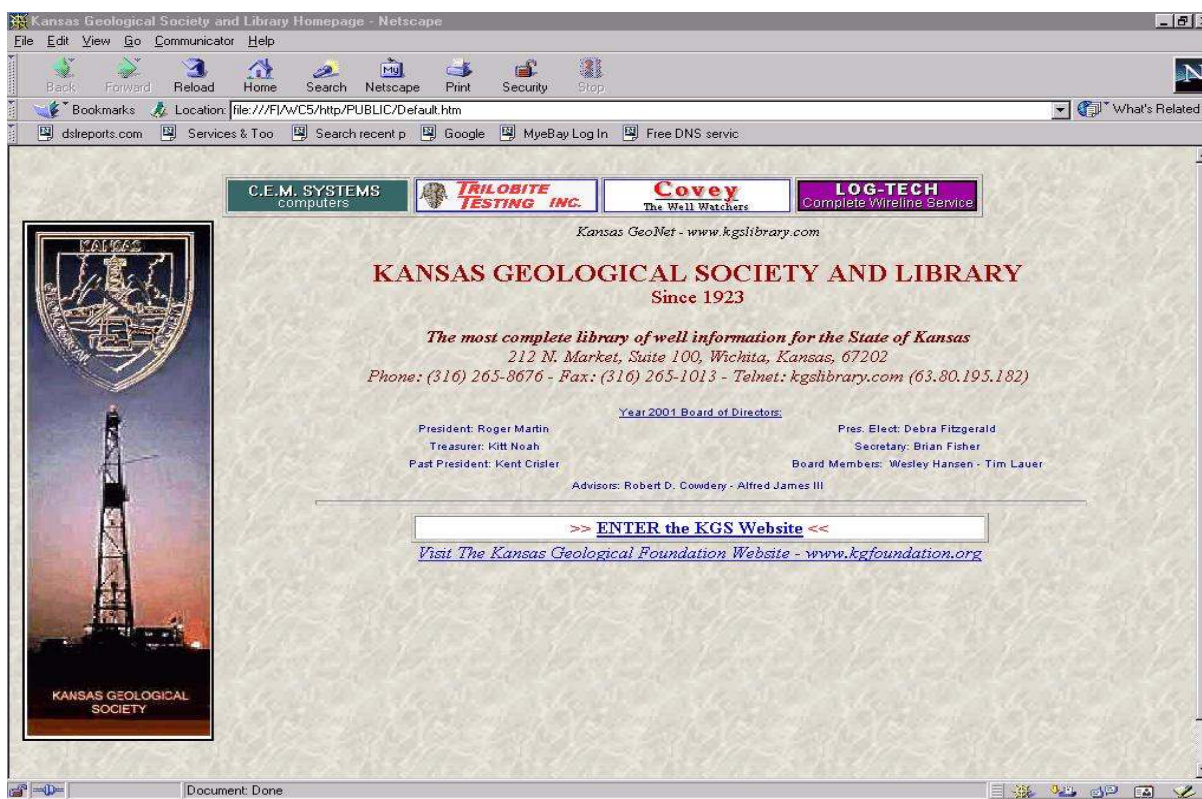 Kansas Geological Society and Library Homepage - Netscape
File Edit View Go Communicator Help
My N
Back Forward Reload Home Search Netscape Print Security Stop
Bookmarks Location: file:///F|/WC5/http/PUBLIC/Default.htm What's Related
dslreports.com Services & Too Search recent p Google MyeBay Log In Free DNS servic
C.E.M. SYSTEMS
computers
TRILOBITE
TESTING INC.
Covey
The Well Watchers
LOG-TECH
Complete Wireline Service
Kansas GeoNet - www.kgslibrary.com
KANSAS
KANSAS GEOLOGICAL SOCIETY AND LIBRARY
Since 1923
The most complete library of well information for the State of Kansas
212 N. Market, Suite 100, Wichita, Kansas, 67202
Phone: (316) 265-8676 - Fax: (316) 265-1013 - Telnet: kgslibrary.com (63.80.195.182)
Year 2001 Board of Directors:
President: Roger Martin Pres. Elect: Debra Fitzgerald
Treasurer: Kitt Noah Secretary: Brian Fisher
Past President: Kent Crisler Board Members: Wesley Hansen - Tim Lauer
Advisors: Robert D. Cowdery - Alfred James III
>> ENTER the KGS Website <<
Visit The Kansas Geological Foundation Website - www.kgfoundation.org
KANSAS GEOLOGICAL
SOCIETY
Document: Done